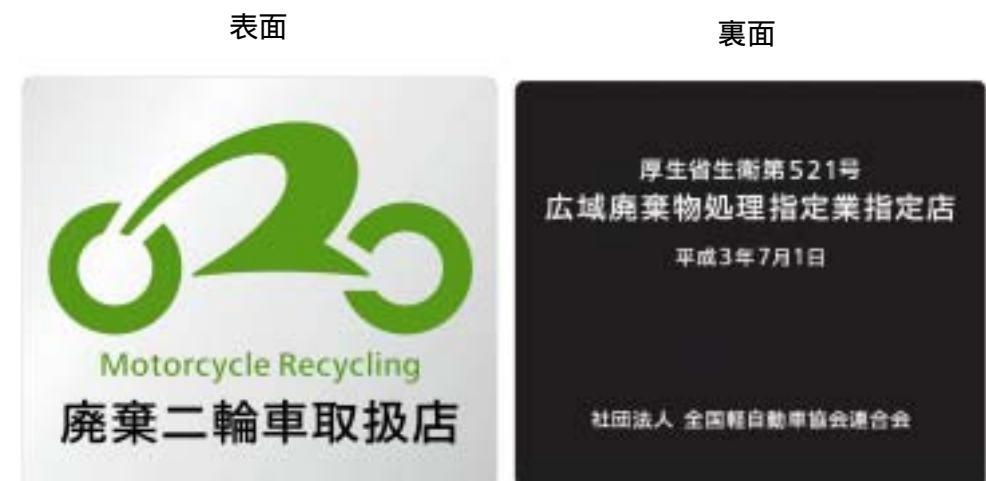 表面
裏面
Motorcycle Recycling
廃棄二輪車取扱店
厚生省生衛第521号
広域廃棄物処理指定業指定店
平成3年7月1日
社団法人 全国軽自動車協会連合会